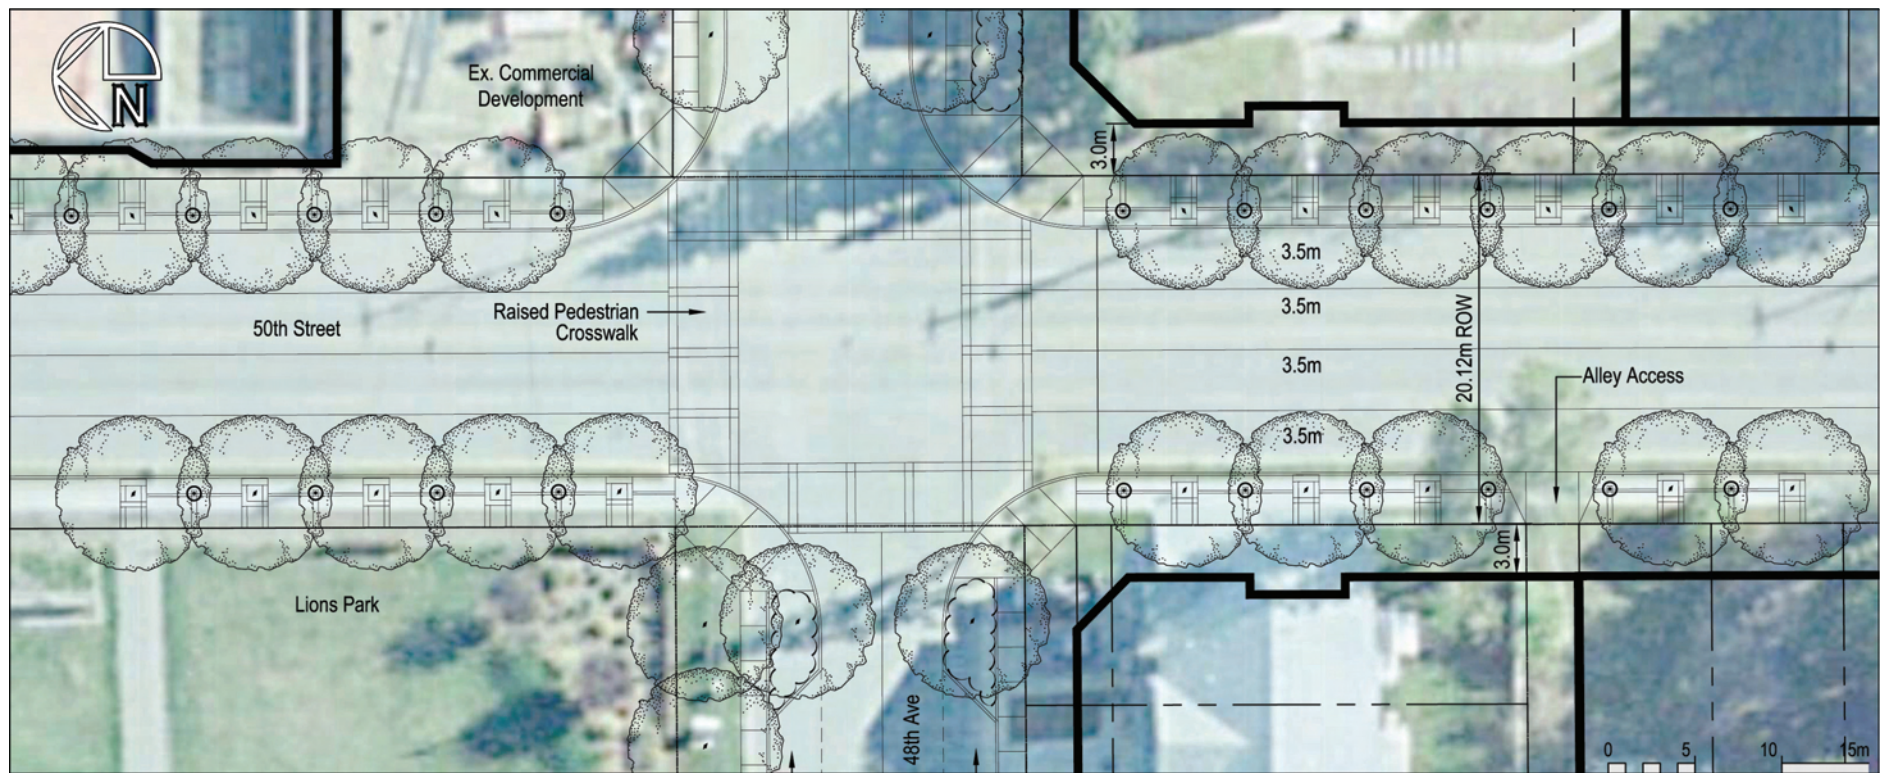 N
Ex. Commercial
Development
3.0m
3.5m
Raised Pedestrian
Crosswalk
3.5m
50th Street
20.12m ROW
3.5m
Alley Access
3.5m
3.0m
Lions Park
48th Ave
0 5 10 15m